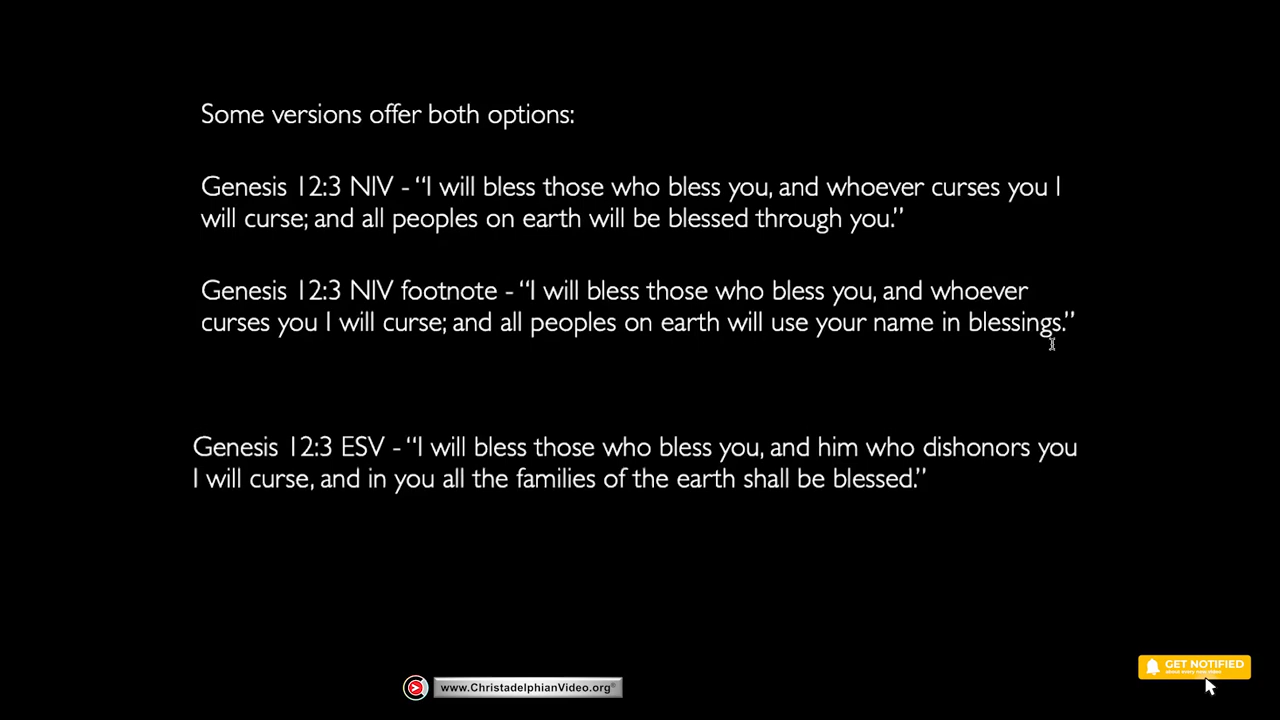 Some versions offer both options:
Genesis 12:3 NIV - “I will bless those who bless you, and whoever curses you I
will curse; and all peoples on earth will be blessed through you.”
Genesis 12:3 NIV footnote - “I will bless those who bless you, and whoever
curses you I will curse; and all peoples on earth will use your name in blessings.”
Genesis 12:3 ESV - “I will bless those who bless you, and him who dishonors you
I will curse, and in you all the families of the earth shall be blessed.”
GET NOTIFIED
about every new video
www.ChristadelphianVideo.org